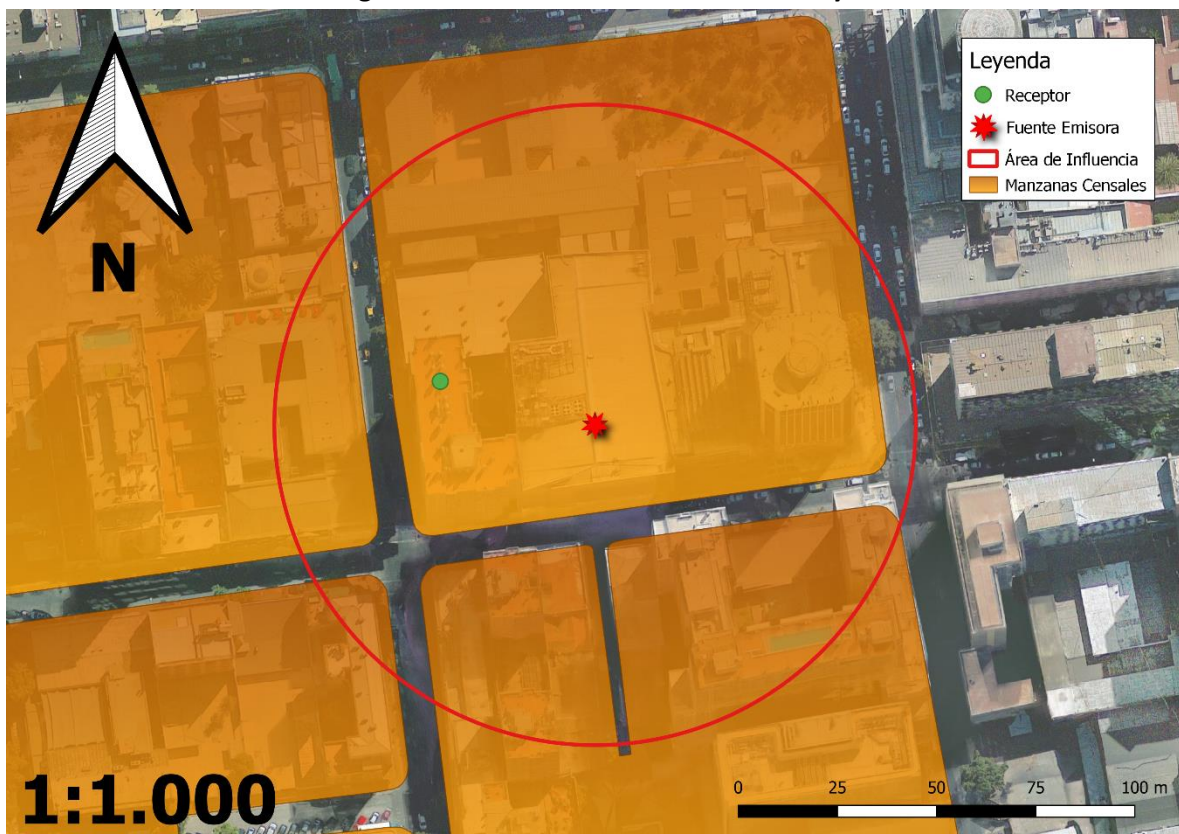 Leyenda
Receptor
Fuente Emisora
Área de Influencia
Manzanas Censales
N
1:1.000
0 25 50 75 100 m